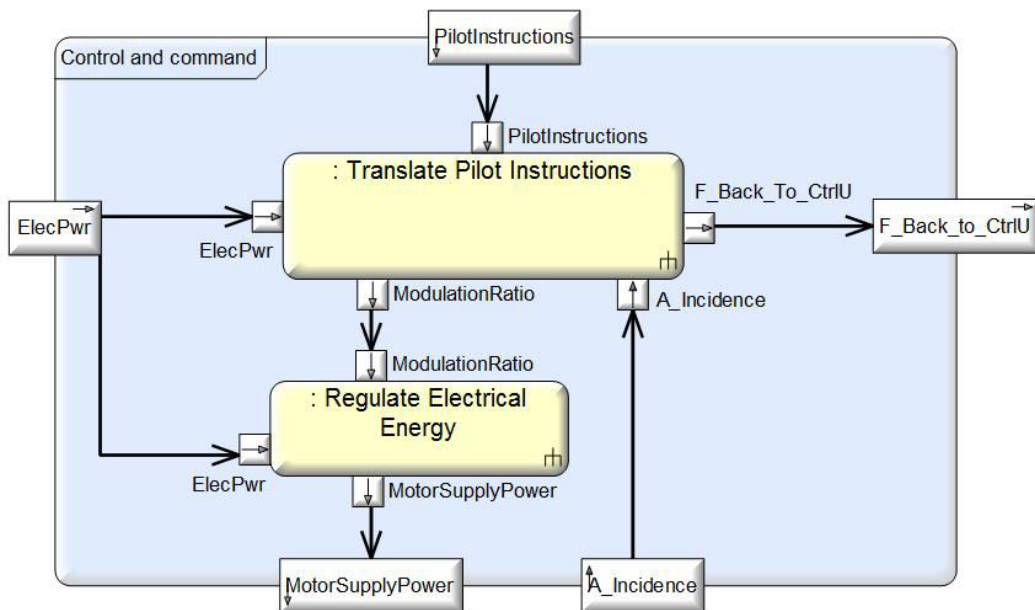 PilotInstructions
Control and command
PilotInstructions
: Translate Pilot Instructions
F_Back_To_CtrlU
ElecPwr
F_Back_to_CtrlU
ElecPwr
ModulationRatio
A_Incidence
ModulationRatio
: Regulate Electrical
Energy
ElecPwr
MotorSupplyPower
MotorSupplyPower
A_Incidence